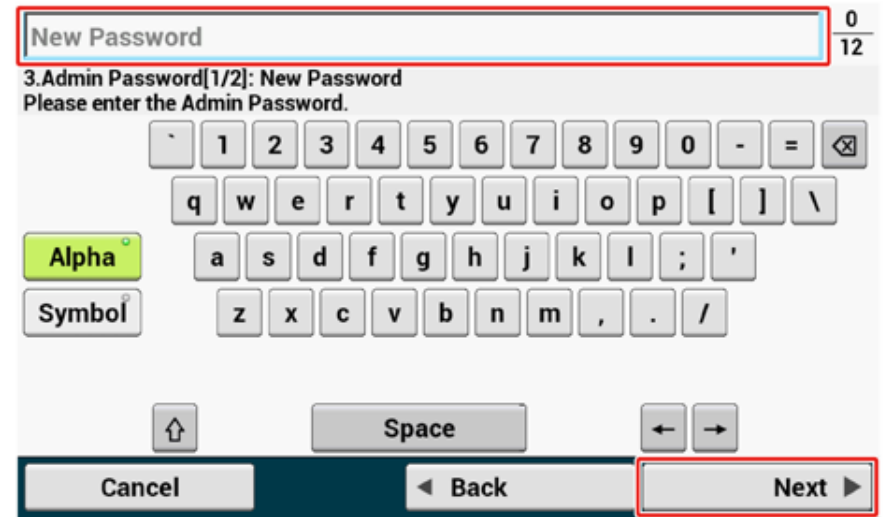 New Password
0
12
3.Admin Password[1/2]: New Password
Please enter the Admin Password.
` 1 2 3 4 5 6 7 8 9 0 - =
q w e r t y u i o p [ ] \
Alpha a s d f g h j k l ; '
Symbol z x c v b n m , . /
Space ← →
Cancel ◀ Back Next ▶